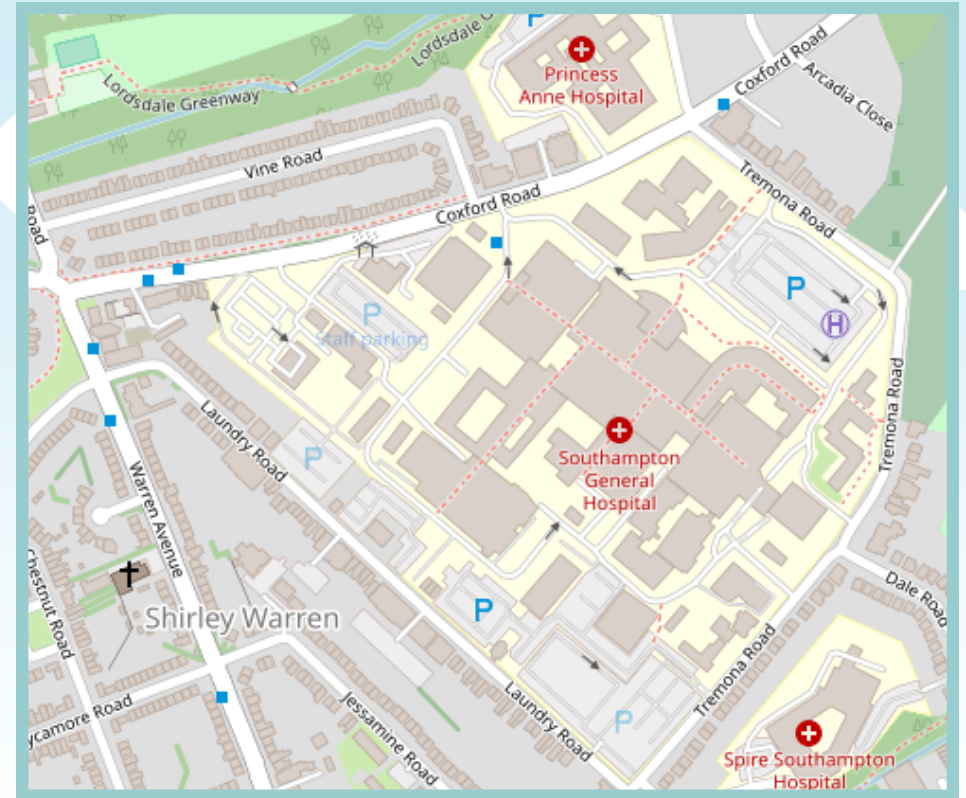 P
Lordsdale G
Princess
Anne Hospital
Coxford Road
Arcadia Close
Lordsdale Greenway
Vine Road
Tremona Road
Road
Coxford Road
P
H
P
Staff parking
Tremona Road
Laundry Road
P
Southampton
General
Hospital
Warren Avenue
Chestnut Road
Dale Road
P
Shirley Warren
Laundry Road
Tremona Road
P
ycamore Road
Jessamine Road
Spire Southampton
Hospital